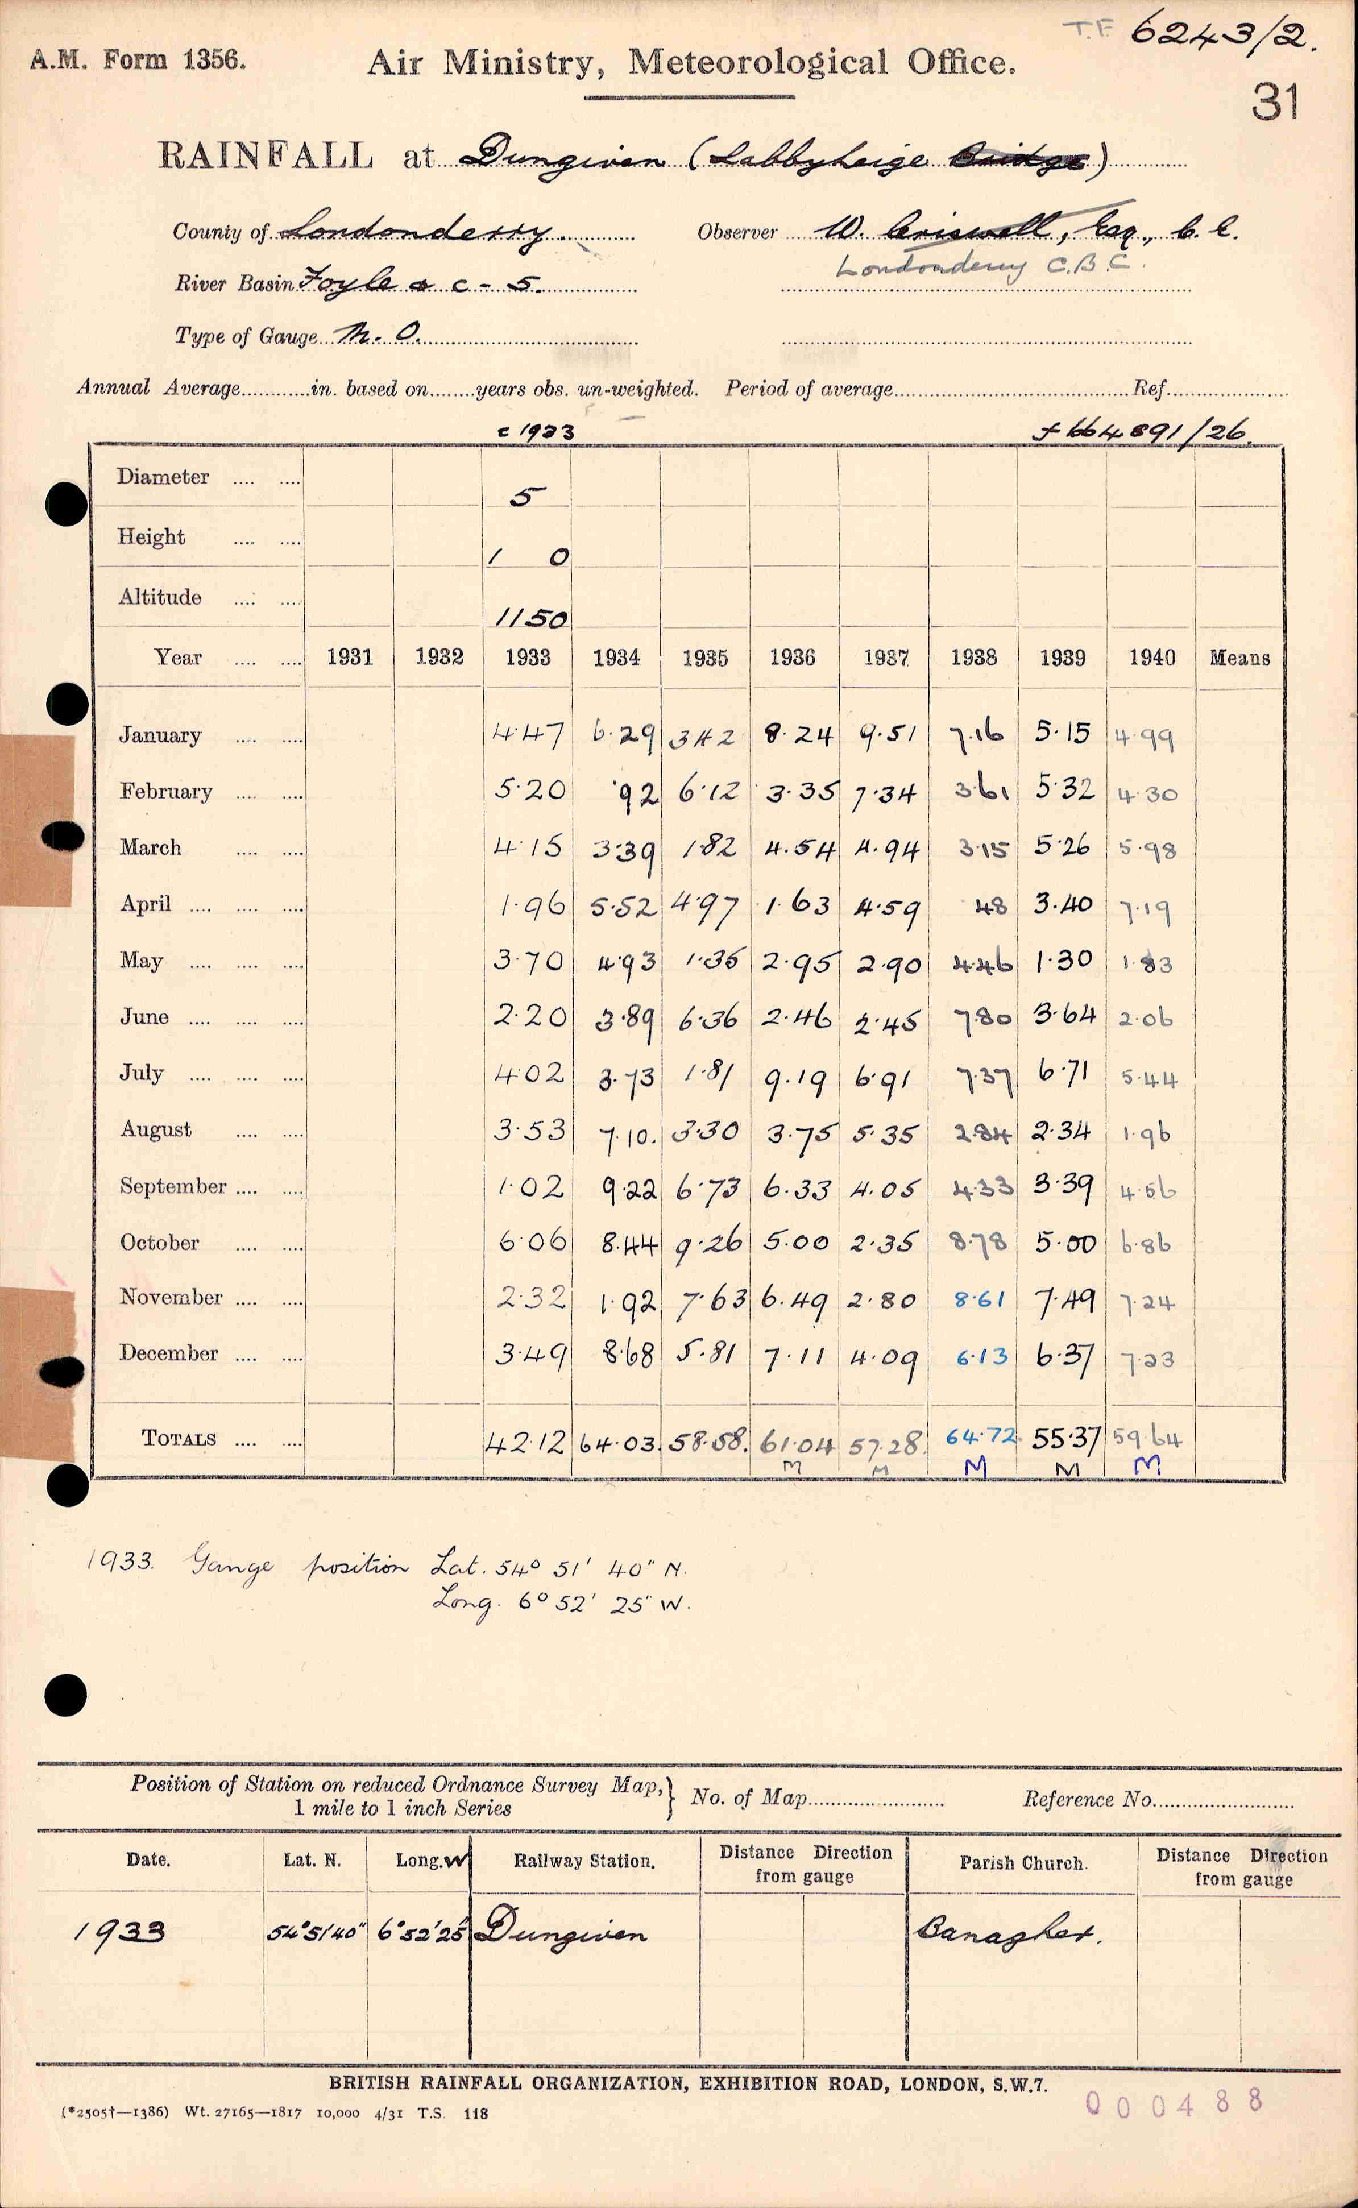 T.F. 6243/2.
A.M. Form 1356. Air Ministry, Meteorological Office.
31
RAINFALL at Dungiven (Labbyheige Bridge)
County of Londonderry. Observer W. Criswell, Esq., C.E.
Londonderry C.B.C.
River Basin Foyle & c - 5.
Type of Gauge M.O.
Annual Average in. based on years obs. un-weighted. Period of average Ref.
c 1933 f 664891/26.
Diameter 5
Height 1 0
Altitude 1150
Year 1931 1932 1933 1934 1935 1936 1937 1938 1939 1940 Means
January 4.47 6.29 3.42 8.24 9.51 7.16 5.15 4.99
February 5.20 .92 6.12 3.35 7.34 3.61 5.32 4.30
March 4.15 3.39 1.82 4.54 4.94 3.15 5.26 5.98
April 1.96 5.52 4.97 1.63 4.59 48 3.40 7.19
May 3.70 4.93 1.35 2.95 2.90 4.46 1.30 1.83
June 2.20 3.89 6.36 2.46 2.45 7.80 3.64 2.06
July 4.02 3.73 1.81 9.19 6.91 7.37 6.71 5.44
August 3.53 7.10. 3.30 3.75 5.35 2.84 2.34 1.96
September 1.02 9.22 6.73 6.33 4.05 4.33 3.39 4.56
October 6.06 8.44 9.26 5.00 2.35 8.78 5.00 6.86
November 2.32 1.92 7.63 6.49 2.80 8.61 7.49 7.24
December 3.49 8.68 5.81 7.11 4.09 6.13 6.37 7.23
TOTALS 42.12 64.03. 58.58. 61.04 57.28. 64.72 55.37 59.64
M M M M M
1933. Gauge position Lat. 54° 51' 40" N.
Long. 6° 52' 25" W.
Position of Station on reduced Ordnance Survey Map,} No. of Map Reference No.
1 mile to 1 inch Series
Date. Lat. N. Long. W Railway Station. Distance Direction from gauge Parish Church. Distance Direction from gauge
1933 54°51'40" 6°52'25" Dungiven Banagher.
BRITISH RAINFALL ORGANIZATION, EXHIBITION ROAD, LONDON, S.W.7.
(*2505†—1386) Wt. 27165—1817 10,000 4/31 T.S. 118
000488